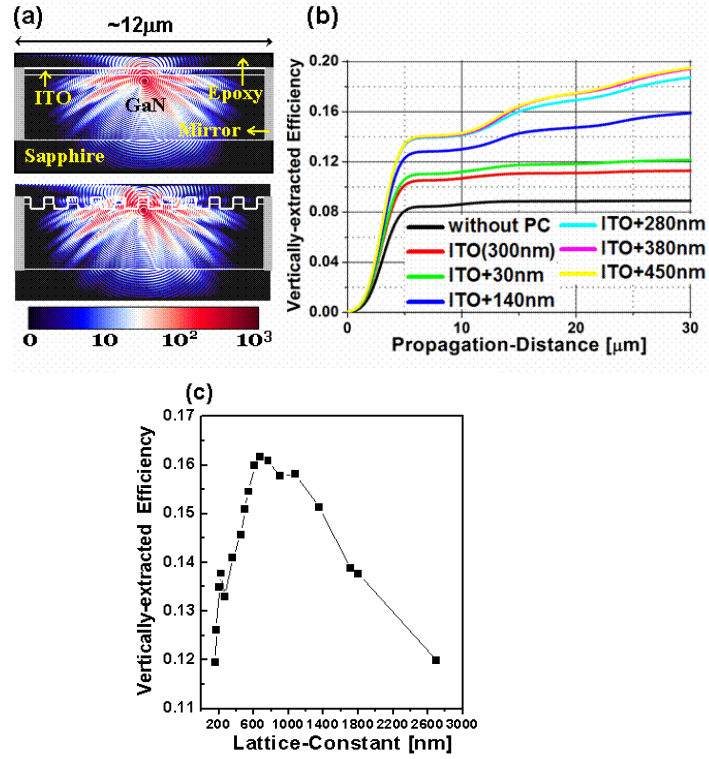 (a)
~12μm
ITO
GaN
Epoxy
Mirror
Sapphire
0 10 10² 10³
(b)
Vertically-extracted Efficiency
0.20
0.16
0.12
0.08
0.04
0.00
without PC
ITO(300nm)
ITO+30nm
ITO+140nm
ITO+280nm
ITO+380nm
ITO+450nm
0 5 10 15 20 25 30
Propagation-Distance [μm]
(c)
Vertically-extracted Efficiency
0.17
0.16
0.15
0.14
0.13
0.12
0.11
200 600 1000 1400 1800 2200 2600 3000
Lattice-Constant [nm]